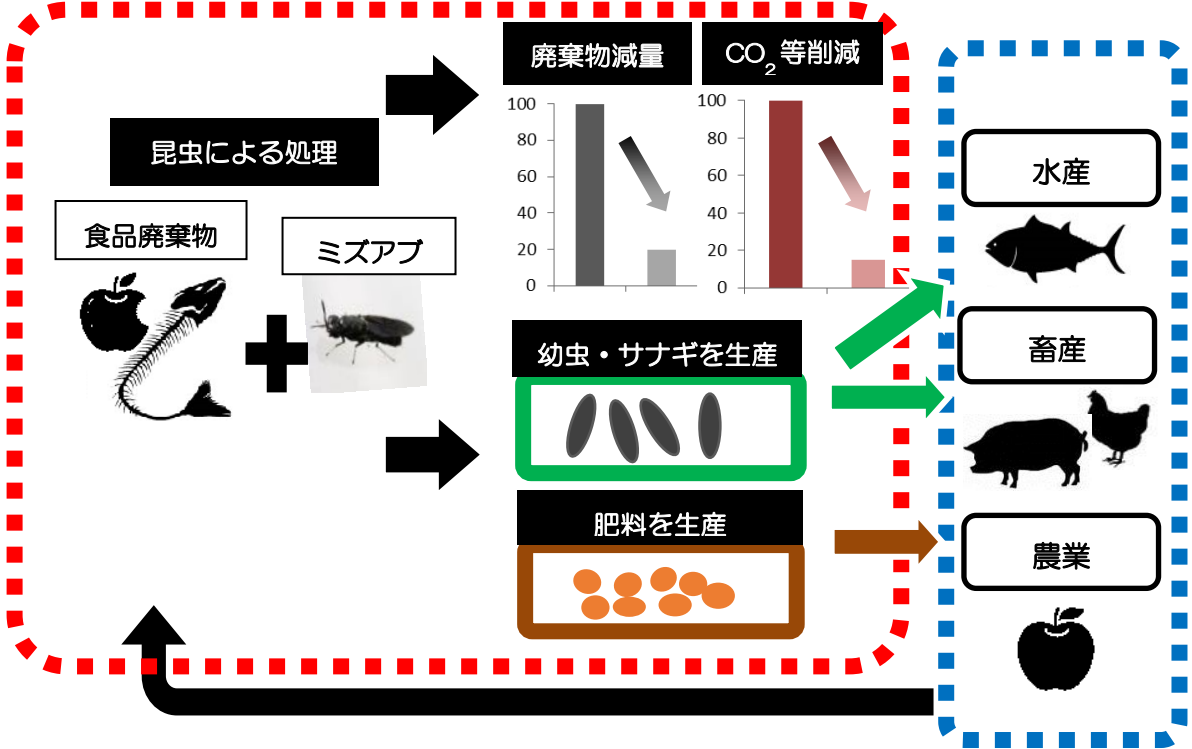 廃棄物減量
CO2等削減
100
80
60
40
20
0
100
80
60
40
20
0
昆虫による処理
食品廃棄物
ミズアブ
幼虫・サナギを生産
肥料を生産
水産
畜産
農業